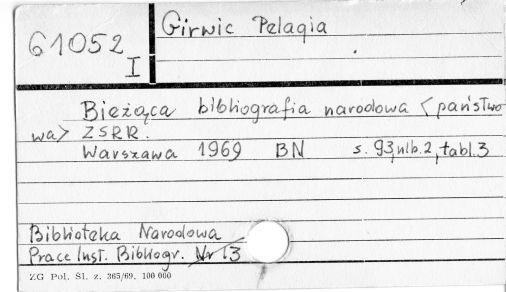 61052
I
Girwic Pelagia
Bieżąca bibliografia narodowa <państwo-
wa> ZSRR.
Warszawa 1969 BN s. 93,nlb.2,tabl.3
Biblioteka Narodowa
Prace Inst. Bibliogr. Nr 13
ZG Pol. Śl. z. 365/69. 100 000